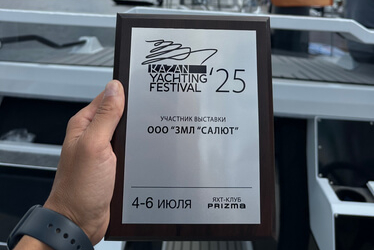 KAZAN
YACHTING
FESTIVAL '25
УЧАСТНИК ВЫСТАВКИ
ООО "ЗМЛ "САЛЮТ"
4-6 ИЮЛЯ
ЯХТ-КЛУБ
PRIZMA